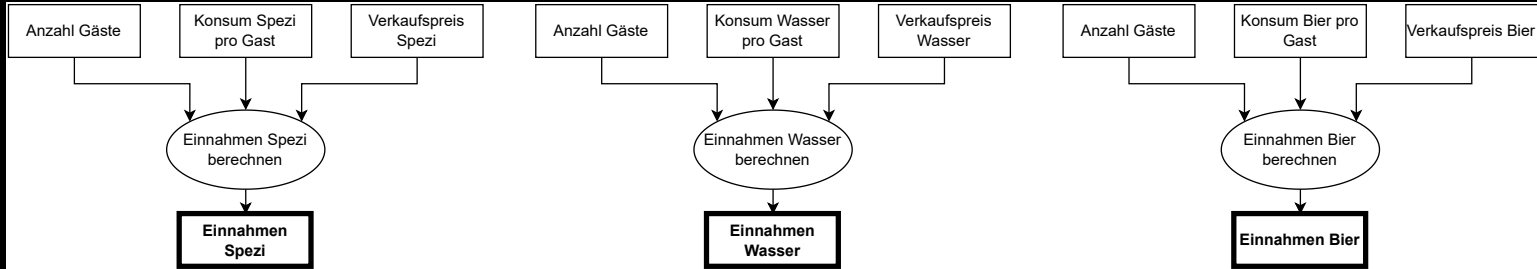 Anzahl Gäste
Konsum Spezi
pro Gast
Verkaufspreis
Spezi
Einnahmen Spezi
berechnen
Einnahmen
Spezi
Anzahl Gäste
Konsum Wasser
pro Gast
Verkaufspreis
Wasser
Einnahmen Wasser
berechnen
Einnahmen
Wasser
Anzahl Gäste
Konsum Bier pro
Gast
Verkaufspreis Bier
Einnahmen Bier
berechnen
Einnahmen Bier